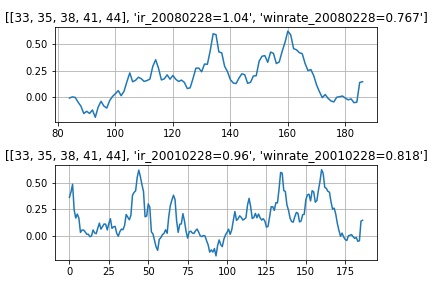 [[33, 35, 38, 41, 44], 'ir_20080228=1.04', 'winrate_20080228=0.767']
0.50
0.25
0.00
80 100 120 140 160 180
[[33, 35, 38, 41, 44], 'ir_20010228=0.96', 'winrate_20010228=0.818']
0.50
0.25
0.00
0 25 50 75 100 125 150 175